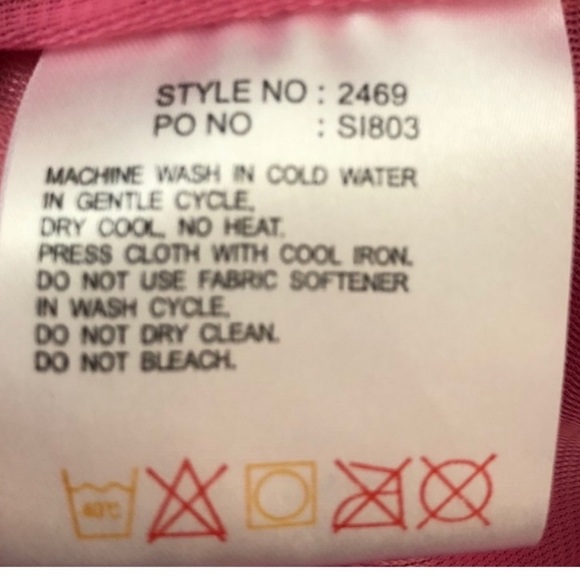 STYLE NO : 2469
PO NO : SI803
MACHINE WASH IN COLD WATER
IN GENTLE CYCLE.
DRY COOL, NO HEAT.
PRESS CLOTH WITH COOL IRON.
DO NOT USE FABRIC SOFTENER
IN WASH CYCLE.
DO NOT DRY CLEAN.
DO NOT BLEACH.
40°C